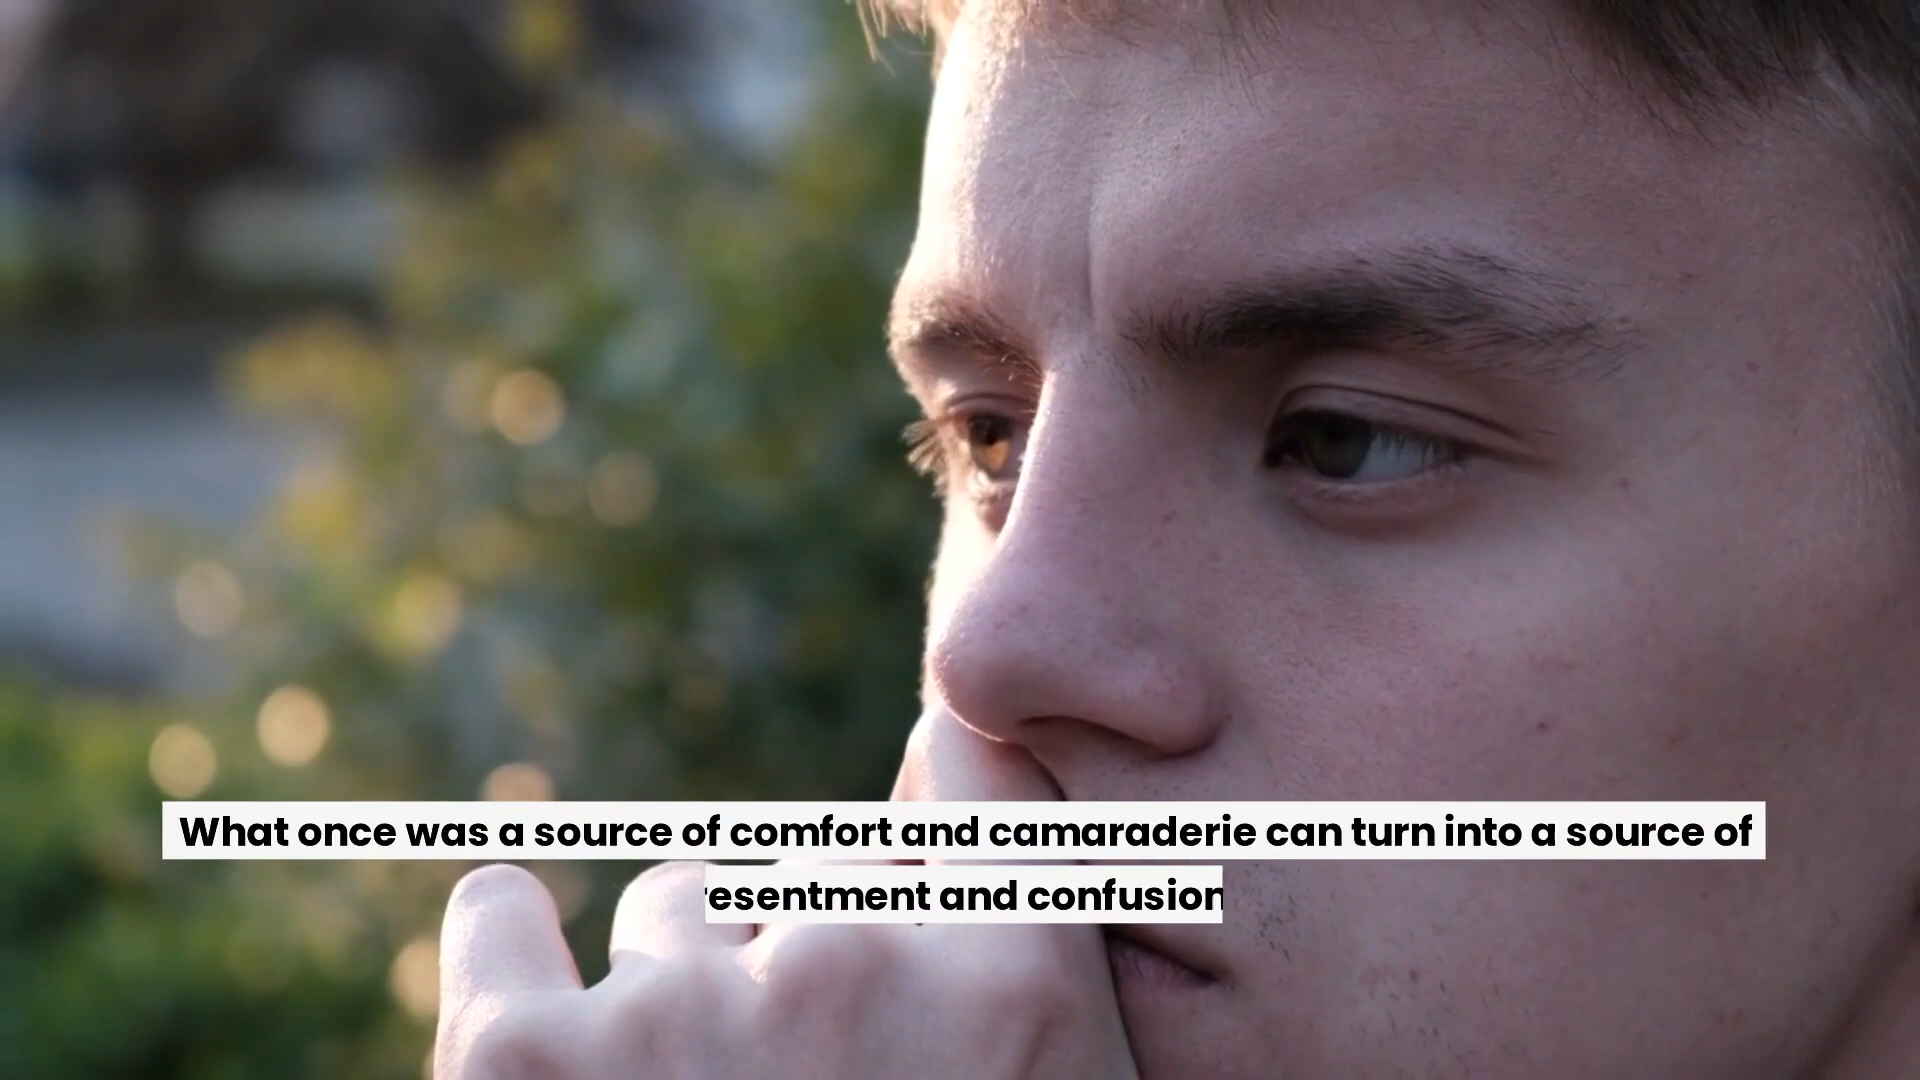 What once was a source of comfort and camaraderie can turn into a source of
resentment and confusion